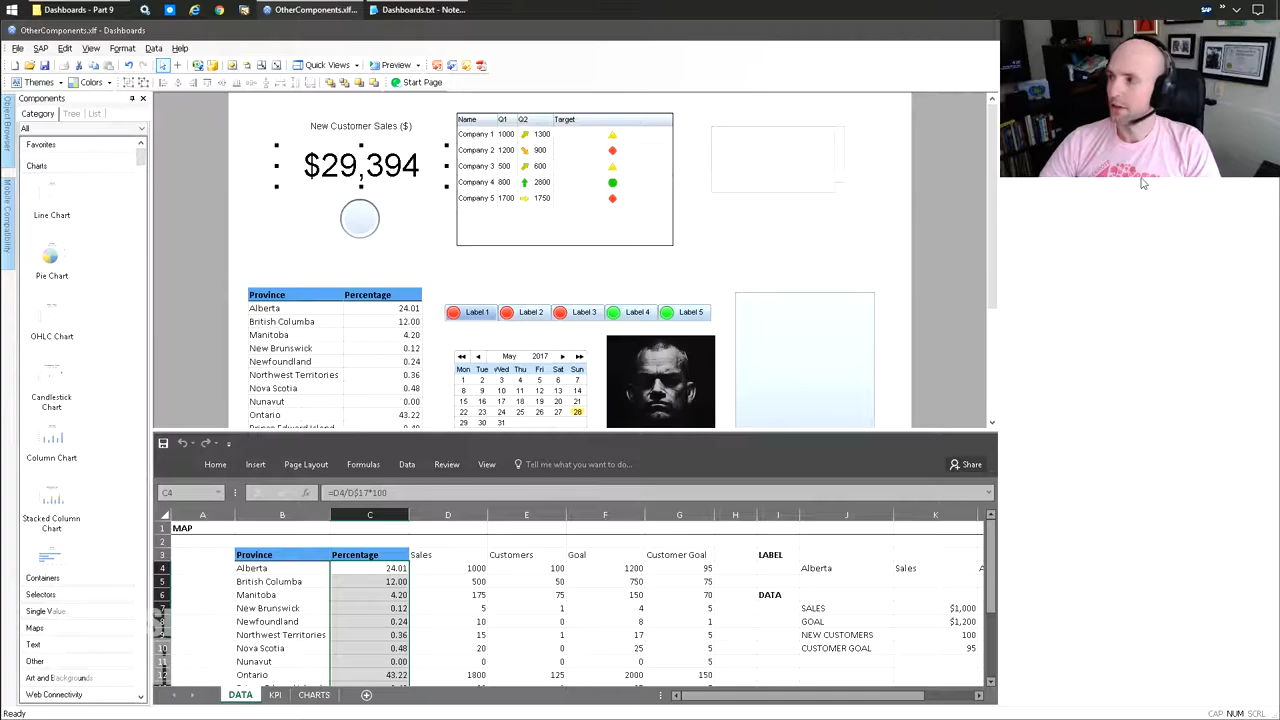 Dashboards - Part 9
OtherComponents.xlf...
Dashboards.txt - Note...
OtherComponents.xlf - Dashboards
File SAP Edit View Format Data Help
Quick Views Preview
Themes Colors Start Page
Components
Category Tree List
All
Favorites
Charts
Line Chart
Pie Chart
OHLC Chart
Candlestick
Chart
Column Chart
Stacked Column
Chart
Containers
Selectors
Single Value
Maps
Text
Other
Art and Backgrounds
Web Connectivity
Object Browser
Mobile Compatibility
New Customer Sales ($)
$29,394
Name Q1 Q2 Target
Company 1 1000 1300
Company 2 1200 900
Company 3 500 600
Company 4 800 2800
Company 5 1700 1750
Province Percentage
Alberta 24.01
British Columba 12.00
Manitoba 4.20
New Brunswick 0.12
Newfoundland 0.24
Northwest Territories 0.36
Nova Scotia 0.48
Nunavut 0.00
Ontario 43.22
Label 1 Label 2 Label 3 Label 4 Label 5
May 2017
Mon Tue Wed Thu Fri Sat Sun
1 2 3 4 5 6 7
8 9 10 11 12 13 14
15 16 17 18 19 20 21
22 23 24 25 26 27 28
29 30 31
Home Insert Page Layout Formulas Data Review View Tell me what you want to do... Share
C4 =D4/D$17*100
A B C D E F G H I J K
1 MAP
2
3 Province Percentage Sales Customers Goal Customer Goal LABEL
4 Alberta 24.01 1000 100 1200 95 Alberta Sales
5 British Columba 12.00 500 50 750 75
6 Manitoba 4.20 175 75 150 70 DATA
7 New Brunswick 0.12 5 1 4 5 SALES $1,000
8 Newfoundland 0.24 10 0 8 1 GOAL $1,200
9 Northwest Territories 0.36 15 1 17 5 NEW CUSTOMERS 100
10 Nova Scotia 0.48 20 0 25 5 CUSTOMER GOAL 95
11 Nunavut 0.00 0 0 0 5
12 Ontario 43.22 1800 125 2000 150
DATA KPI CHARTS
Ready
CAP NUM SCRL